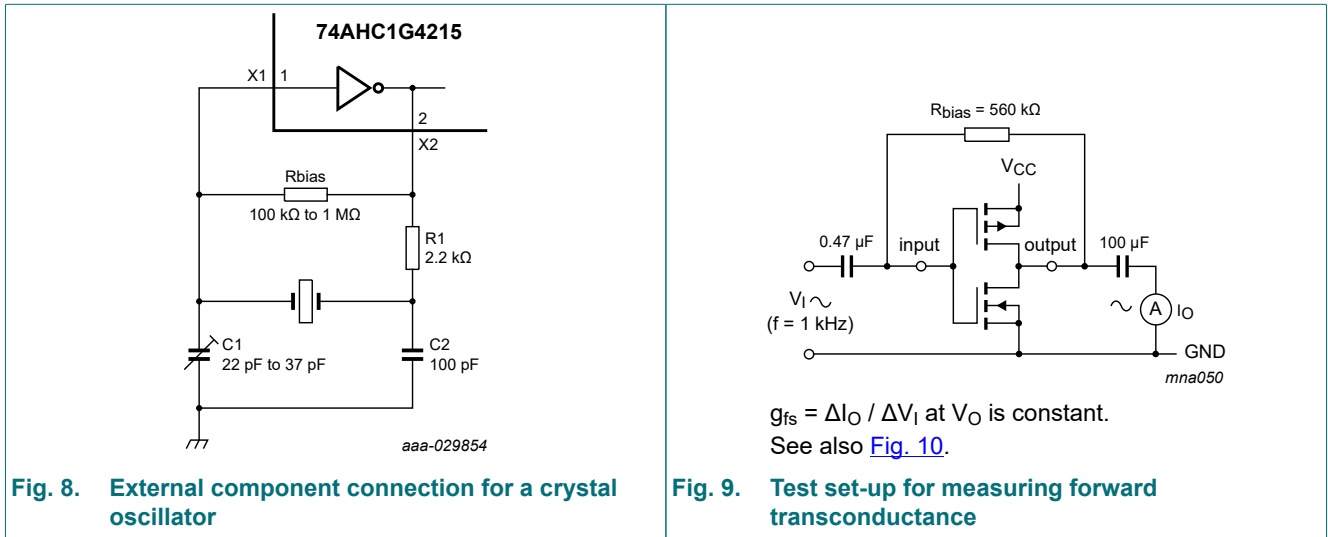 74AHC1G4215
X1
1
2
X2
Rbias
100 kΩ to 1 MΩ
R1
2.2 kΩ
C1
22 pF to 37 pF
C2
100 pF
aaa-029854
Fig. 8. External component connection for a crystal
oscillator
Rbias = 560 kΩ
VCC
0.47 µF
input
output
100 µF
VI ~
(f = 1 kHz)
~
A
IO
GND
mna050
gfs = ΔIO / ΔVI at VO is constant.
See also Fig. 10.
Fig. 9. Test set-up for measuring forward
transconductance